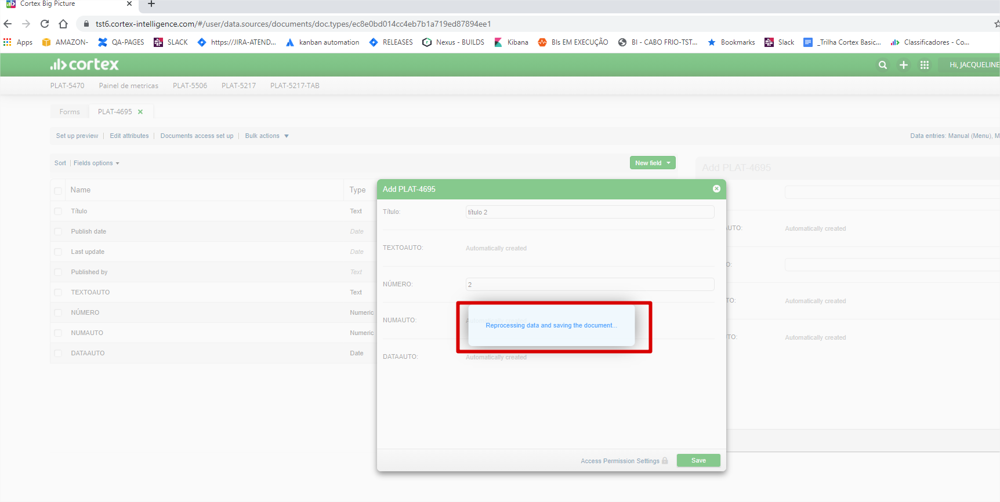 Cortex Big Picture
tst6.cortex-intelligence.com/#/user/data.sources/documents/doc.types/ec8e0bd014cc4eb7b1a719ed87894ee1
Apps AMAZON- QA-PAGES SLACK https://JIRA-ATEND... kanban automation RELEASES Nexus - BUILDS Kibana BIs EM EXECUÇÃO BI - CABO FRIO-TST... Bookmarks Slack _Trilha Cortex Basic... Classificadores - Co...
cortex Hi, JACQUELINE
PLAT-5470 Painel de metricas PLAT-5506 PLAT-5217 PLAT-5217-TAB
Forms PLAT-4695
Set up preview Edit attributes Documents access set up Bulk actions Data entries: Manual (Menu), M
Sort Fields options New field Add PLAT-4695
Name Type
Título Text
Publish date Date
Last update Date
Published by Text
TEXTOAUTO Text
NÚMERO Numeric
NUMAUTO Numeric
DATAAUTO Date
Add PLAT-4695
Título: título 2
TEXTOAUTO: Automatically created
NÚMERO: 2
NUMAUTO:
Reprocessing data and saving the document...
DATAAUTO: Automatically created
Access Permission Settings Save
UTO: Automatically created
O:
TO: Automatically created
TO: Automatically created